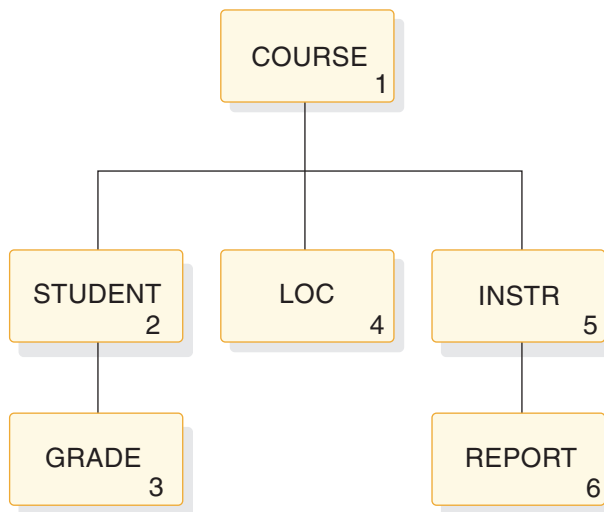 COURSE
1
STUDENT
2
LOC
4
INSTR
5
GRADE
3
REPORT
6